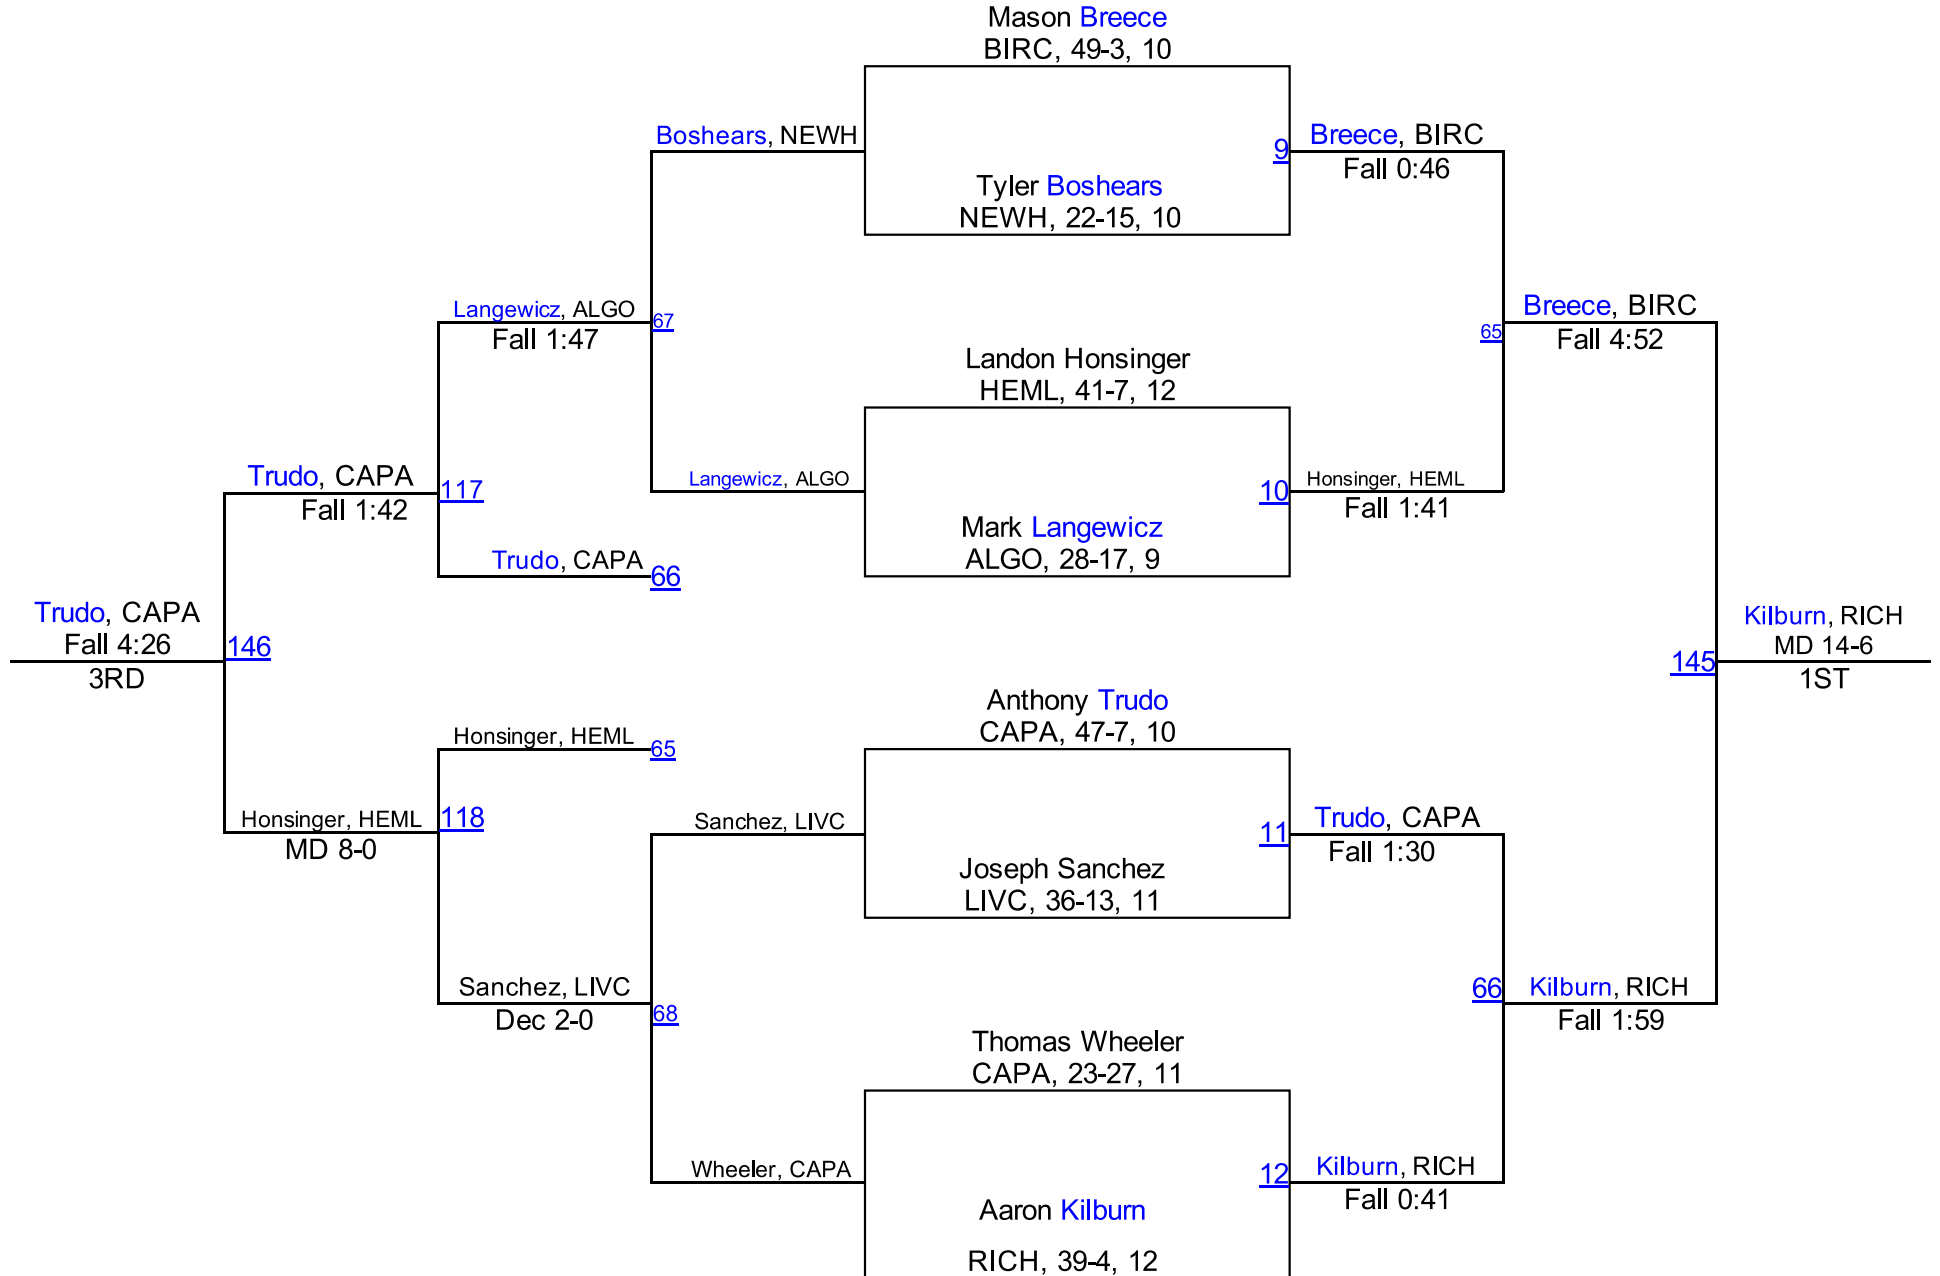 Mason Breece
BIRC, 49-3, 10
Boshears, NEWH
9
Breece, BIRC
Fall 0:46
Tyler Boshears
NEWH, 22-15, 10
Langewicz, ALGO
67
Fall 1:47
Breece, BIRC
65
Fall 4:52
Landon Honsinger
HEML, 41-7, 12
Trudo, CAPA
117
Fall 1:42
Langewicz, ALGO
10
Honsinger, HEML
Fall 1:41
Mark Langewicz
ALGO, 28-17, 9
Trudo, CAPA
66
Trudo, CAPA
Fall 4:26
146
3RD
Kilburn, RICH
MD 14-6
145
1ST
Anthony Trudo
CAPA, 47-7, 10
Honsinger, HEML
65
Honsinger, HEML
118
MD 8-0
Sanchez, LIVC
11
Trudo, CAPA
Fall 1:30
Joseph Sanchez
LIVC, 36-13, 11
Sanchez, LIVC
68
Dec 2-0
66
Kilburn, RICH
Fall 1:59
Thomas Wheeler
CAPA, 23-27, 11
Wheeler, CAPA
12
Kilburn, RICH
Fall 0:41
Aaron Kilburn
RICH, 39-4, 12